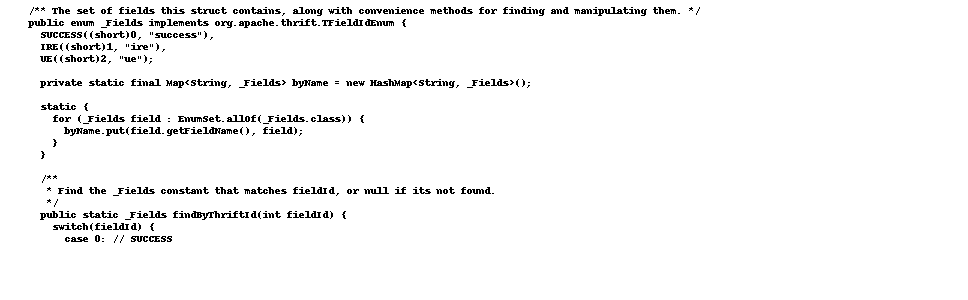 /** The set of fields this struct contains, along with convenience methods for finding and manipulating them. */
public enum _Fields implements org.apache.thrift.TFieldIdEnum {
  SUCCESS((short)0, "success"),
  IRE((short)1, "ire"),
  UE((short)2, "ue");

  private static final Map<String, _Fields> byName = new HashMap<String, _Fields>();

  static {
    for (_Fields field : EnumSet.allOf(_Fields.class)) {
      byName.put(field.getFieldName(), field);
    }
  }

  /**
   * Find the _Fields constant that matches fieldId, or null if its not found.
   */
  public static _Fields findByThriftId(int fieldId) {
    switch(fieldId) {
      case 0: // SUCCESS